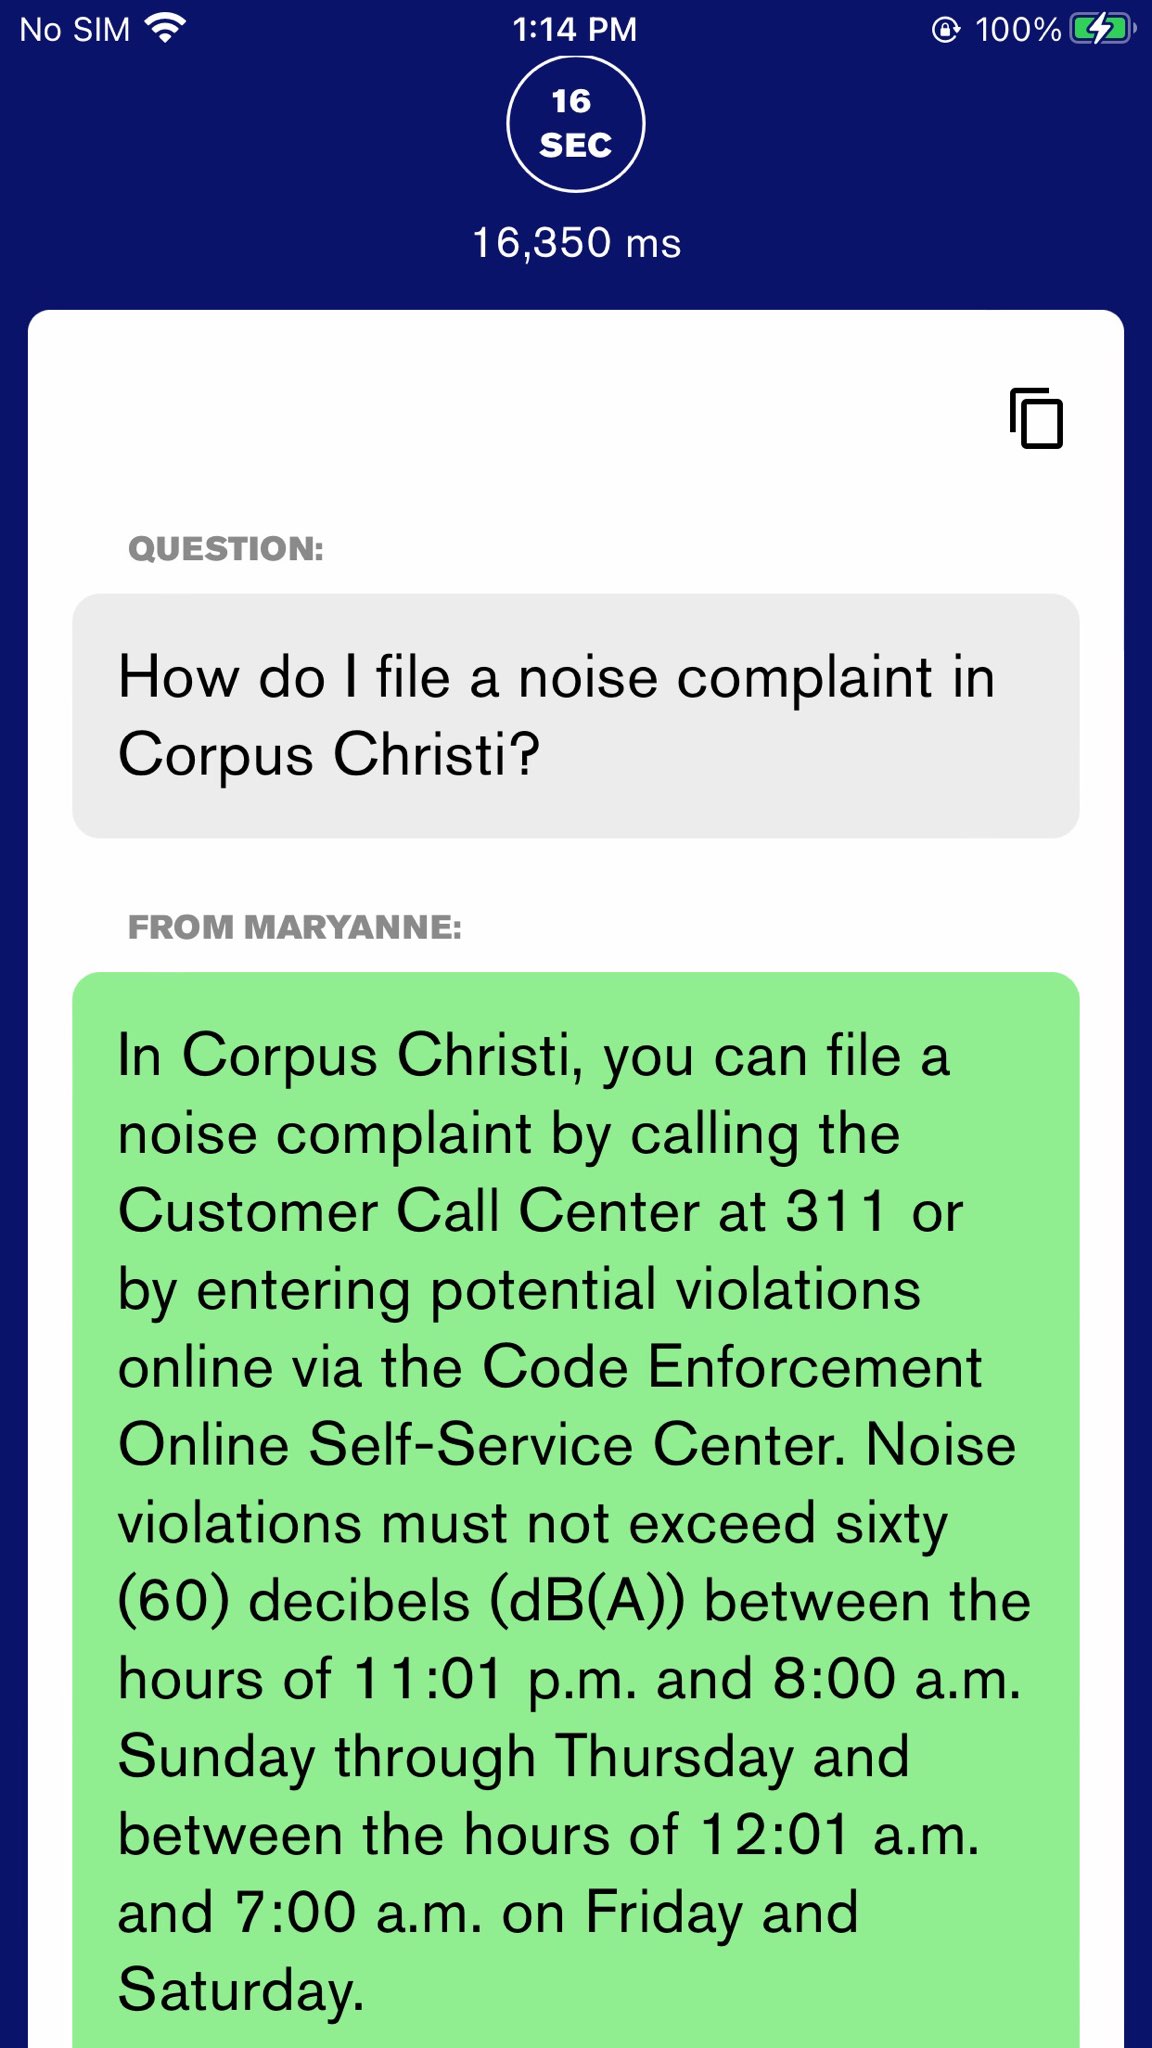 No SIM 1:14 PM 100%
16
SEC
16,350 ms
QUESTION:
How do I file a noise complaint in
Corpus Christi?
FROM MARYANNE:
In Corpus Christi, you can file a
noise complaint by calling the
Customer Call Center at 311 or
by entering potential violations
online via the Code Enforcement
Online Self-Service Center. Noise
violations must not exceed sixty
(60) decibels (dB(A)) between the
hours of 11:01 p.m. and 8:00 a.m.
Sunday through Thursday and
between the hours of 12:01 a.m.
and 7:00 a.m. on Friday and
Saturday.